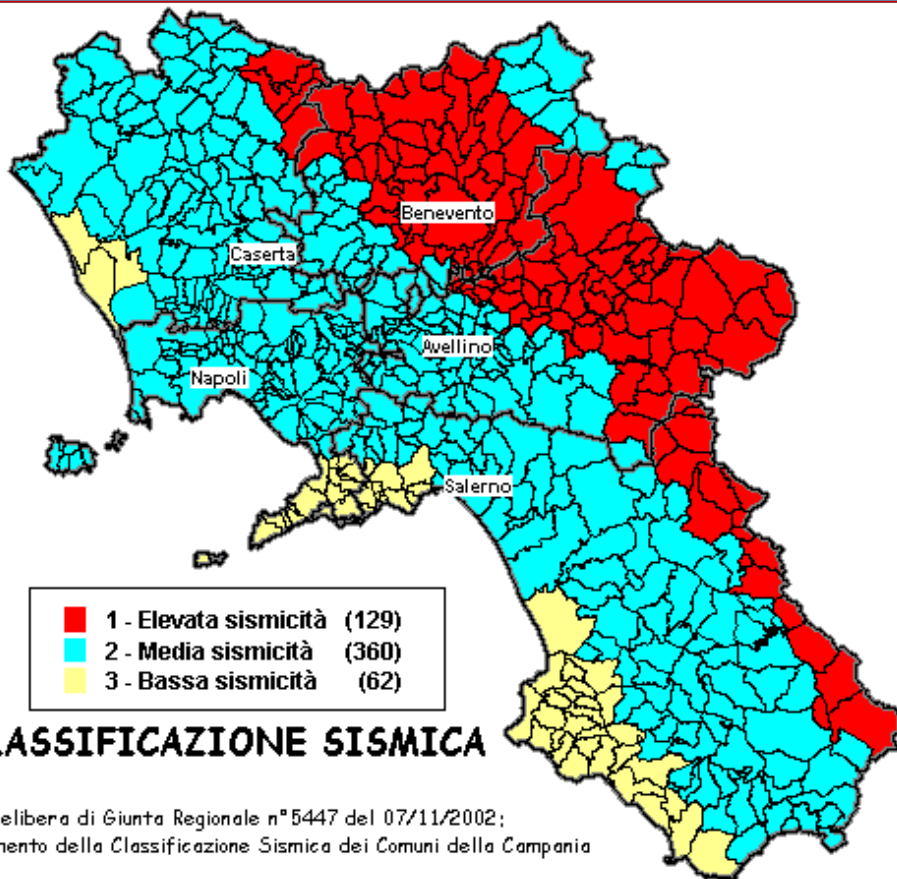 Benevento
Caserta
Avellino
Napoli
Salerno
1 - Elevata sismicità (129)
2 - Media sismicità (360)
3 - Bassa sismicità (62)
LASSIFICAZIONE SISMICA
elibera di Giunta Regionale n°5447 del 07/11/2002;
mento della Classificazione Sismica dei Comuni della Campania